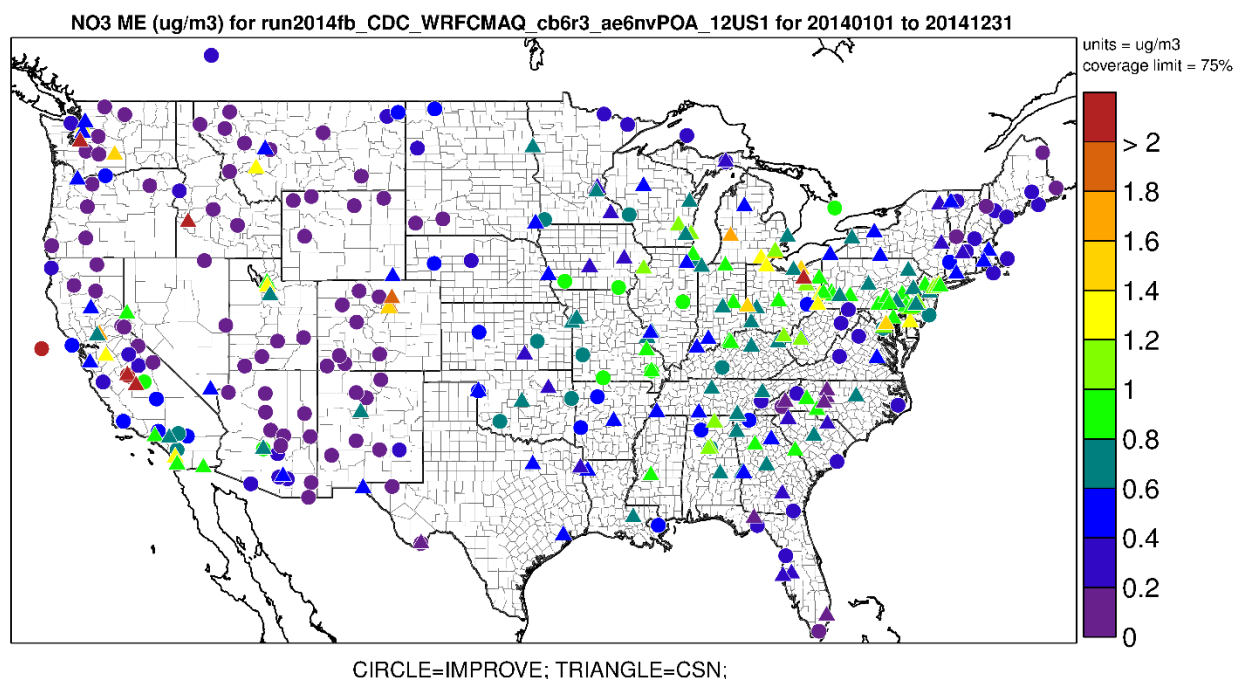 NO3 ME (ug/m3) for run2014fb_CDC_WRFCMAQ_cb6r3_ae6nvPOA_12US1 for 20140101 to 20141231
units = ug/m3
coverage limit = 75%
> 2
1.8
1.6
1.4
1.2
1
0.8
0.6
0.4
0.2
0
CIRCLE=IMPROVE; TRIANGLE=CSN;